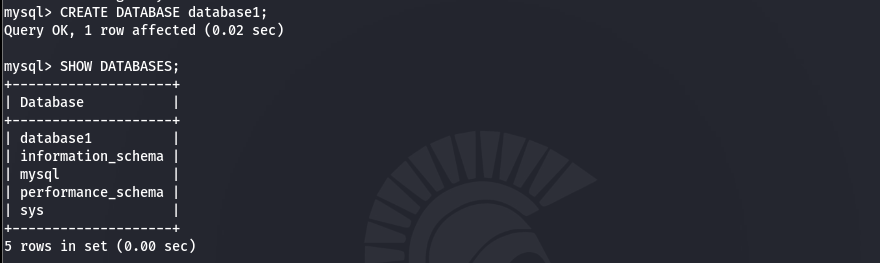 mysql> CREATE DATABASE database1;
Query OK, 1 row affected (0.02 sec)
mysql> SHOW DATABASES;
+--------------------+
| Database           |
+--------------------+
| database1          |
| information_schema |
| mysql              |
| performance_schema |
| sys                |
+--------------------+
5 rows in set (0.00 sec)